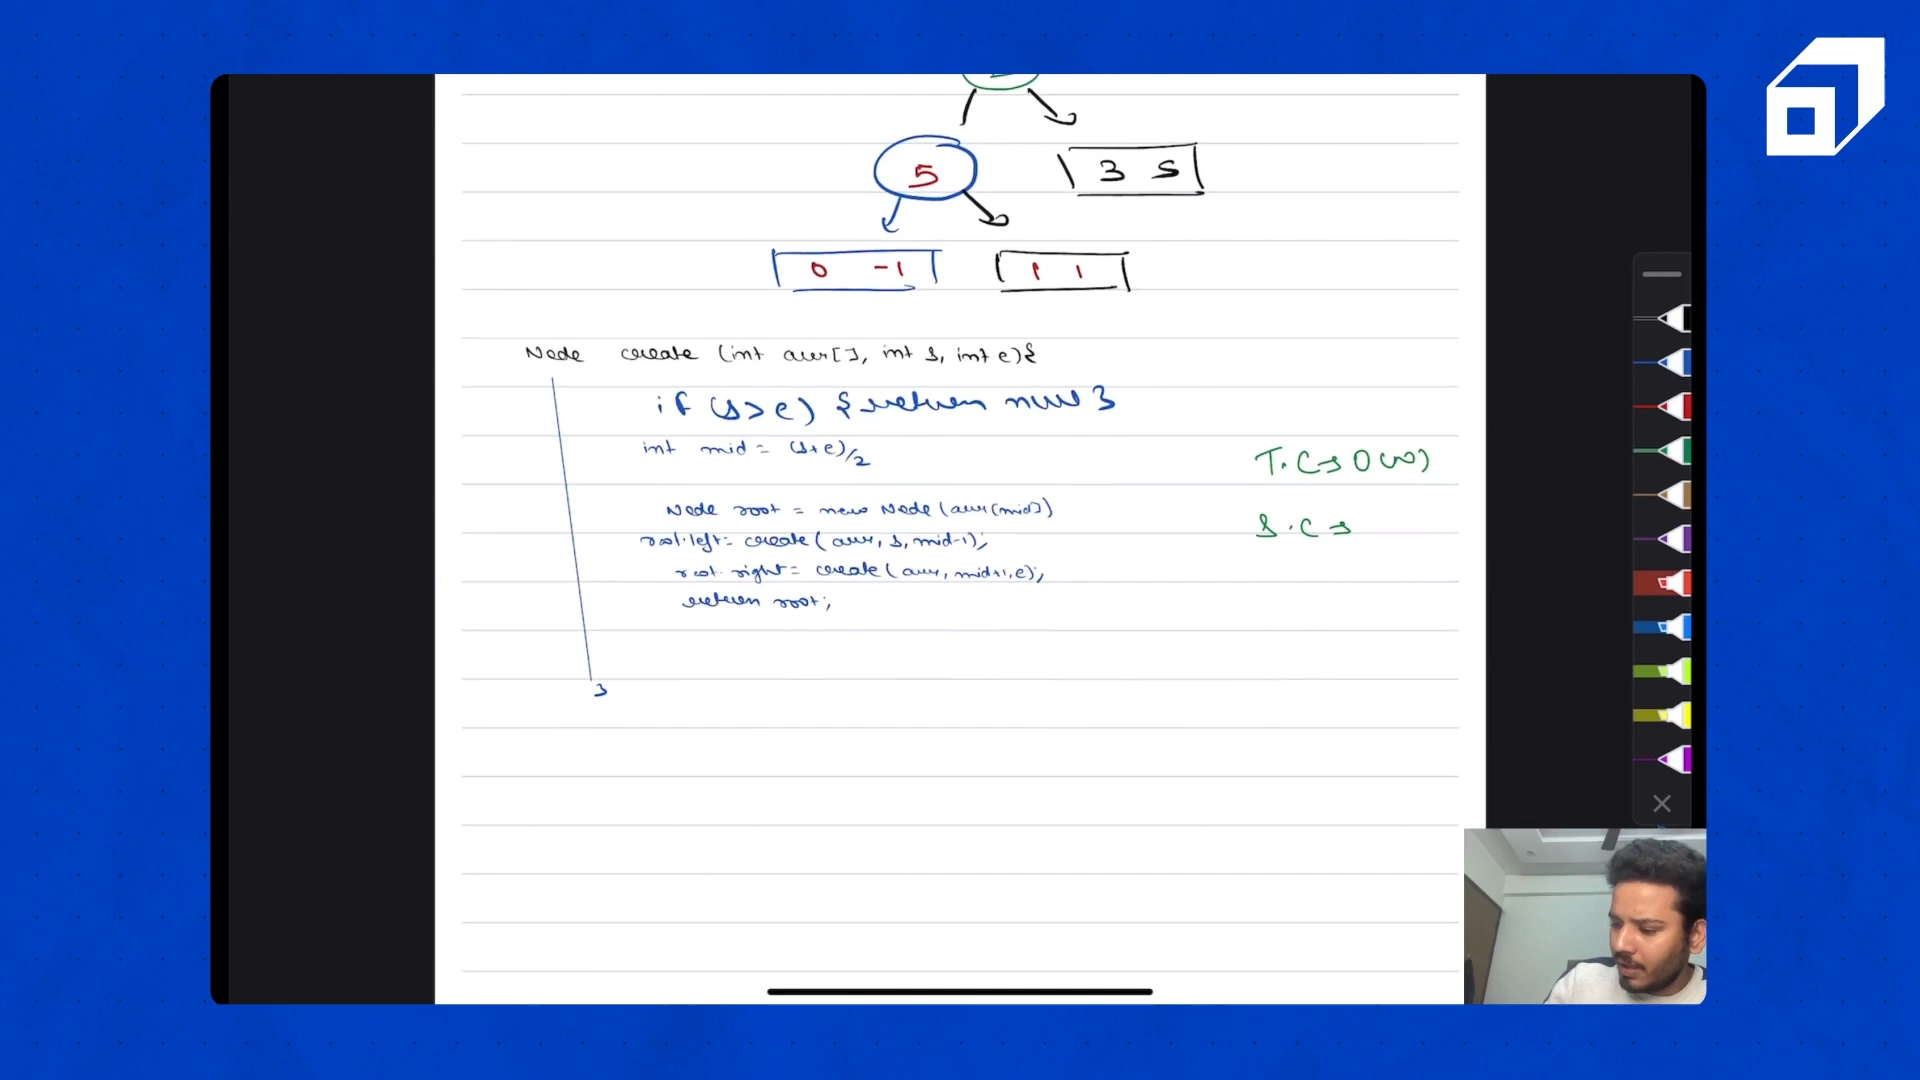 5
3 5
0 -1
1 1
Node create (int arr[], int s, int e){
if (s>e) { return null }
int mid = (s+e)/2
T.C → O(N)
Node root = new Node (arr[mid])
S.C →
root.left = create (arr, s, mid-1);
root.right = create (arr, mid+1, e);
return root;
}